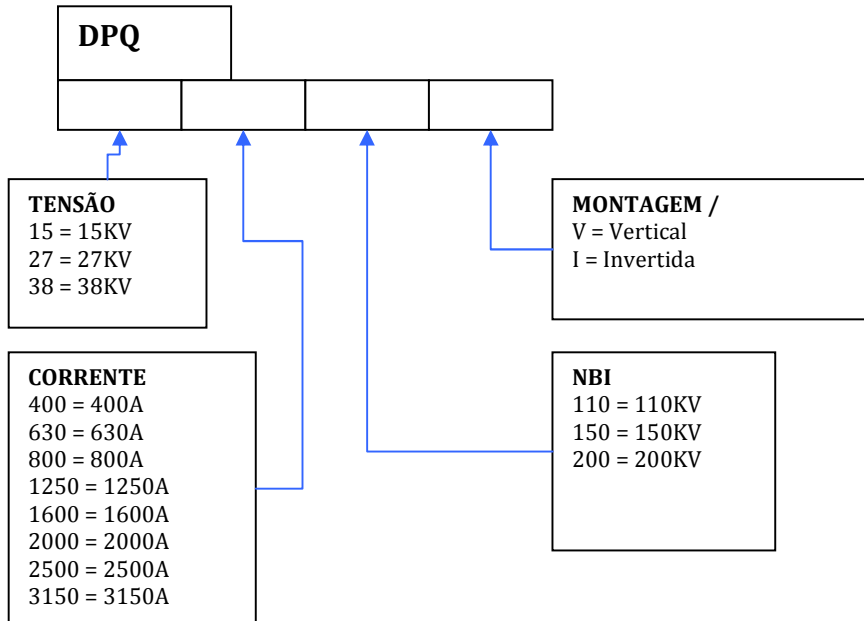 DPQ
TENSÃO
15 = 15KV
27 = 27KV
38 = 38KV
MONTAGEM /
V = Vertical
I = Invertida
CORRENTE
400 = 400A
630 = 630A
800 = 800A
1250 = 1250A
1600 = 1600A
2000 = 2000A
2500 = 2500A
3150 = 3150A
NBI
110 = 110KV
150 = 150KV
200 = 200KV